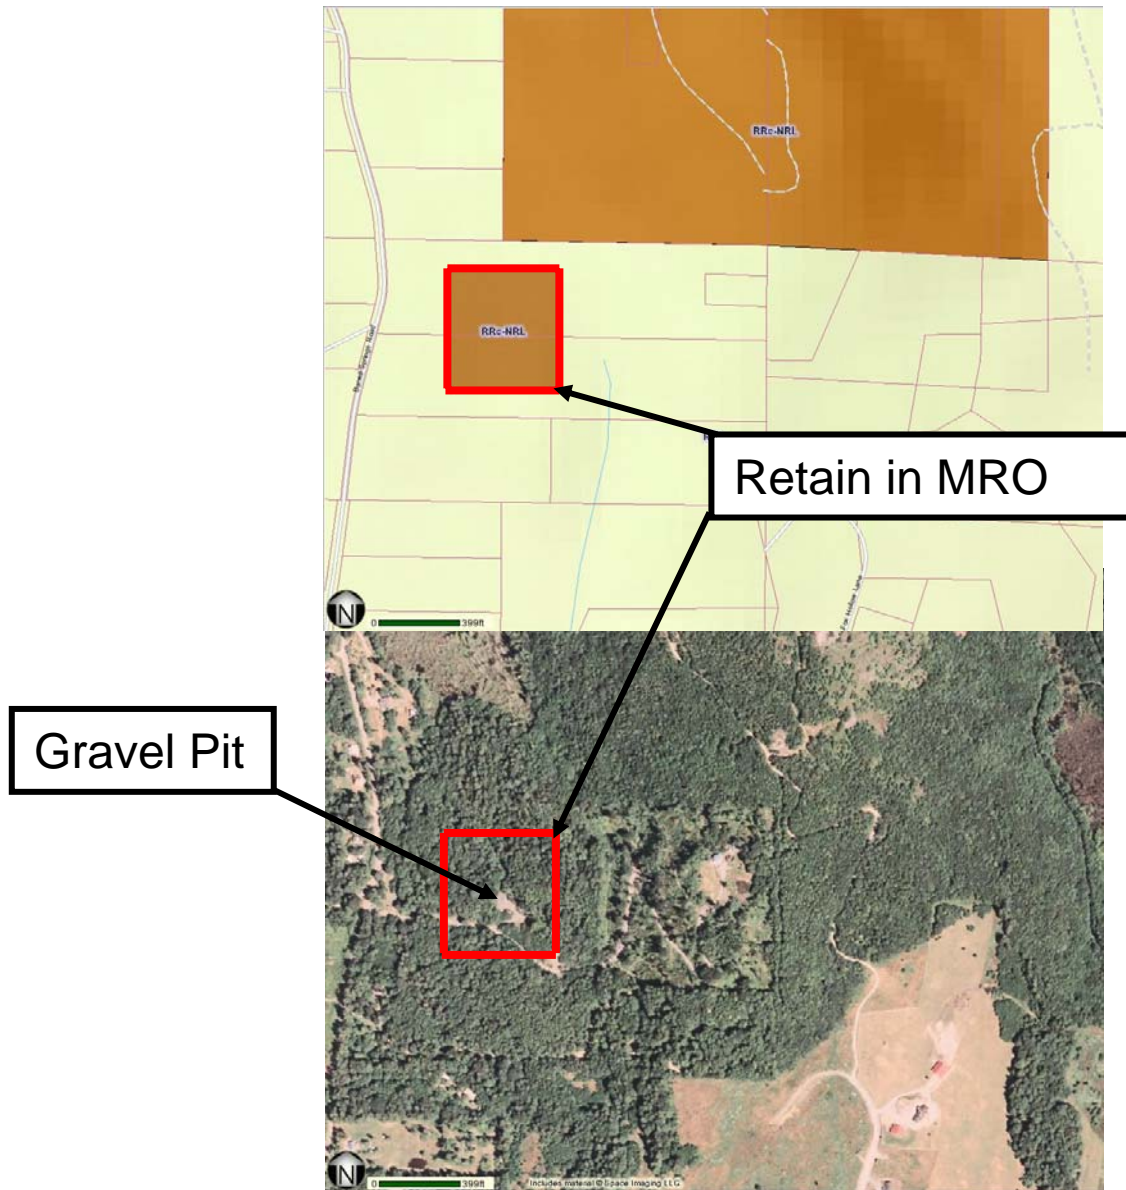 RRc-NRL
RRc-NRL
Retain in MRO
N
0 399ft
Gravel Pit
N
0 399ft
Includes material © Space Imaging LLC